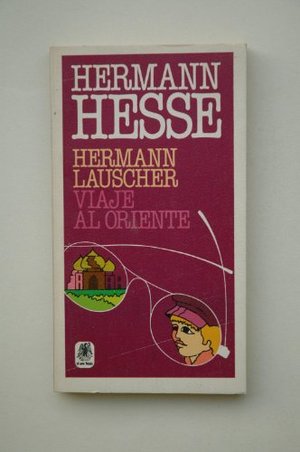 HERMANN
HESSE
HERMANN
LAUSCHER
VIAJE
AL ORIENTE